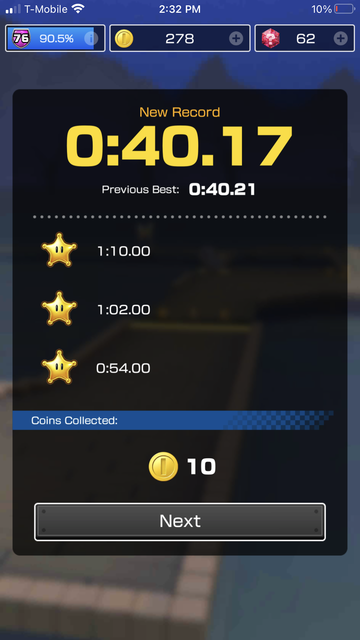 T-Mobile 2:32 PM 10%
76 90.5% 278 62
New Record
0:40.17
Previous Best: 0:40.21
1:10.00
1:02.00
0:54.00
Coins Collected:
10
Next